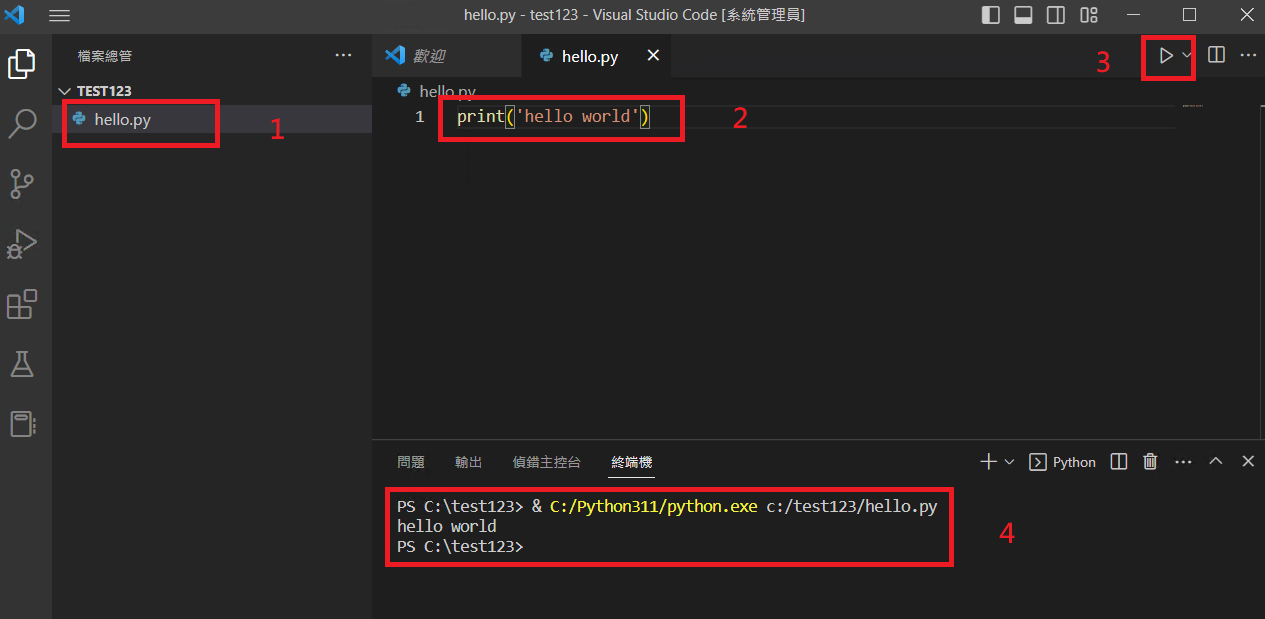 hello.py - test123 - Visual Studio Code [系統管理員]
檔案總管
歡迎
hello.py
3
TEST123
hello.py
hello.py
1
1 print('hello world')
2
問題 輸出 偵錯主控台 終端機
Python
PS C:\test123> & C:/Python311/python.exe c:/test123/hello.py
hello world
PS C:\test123>
4